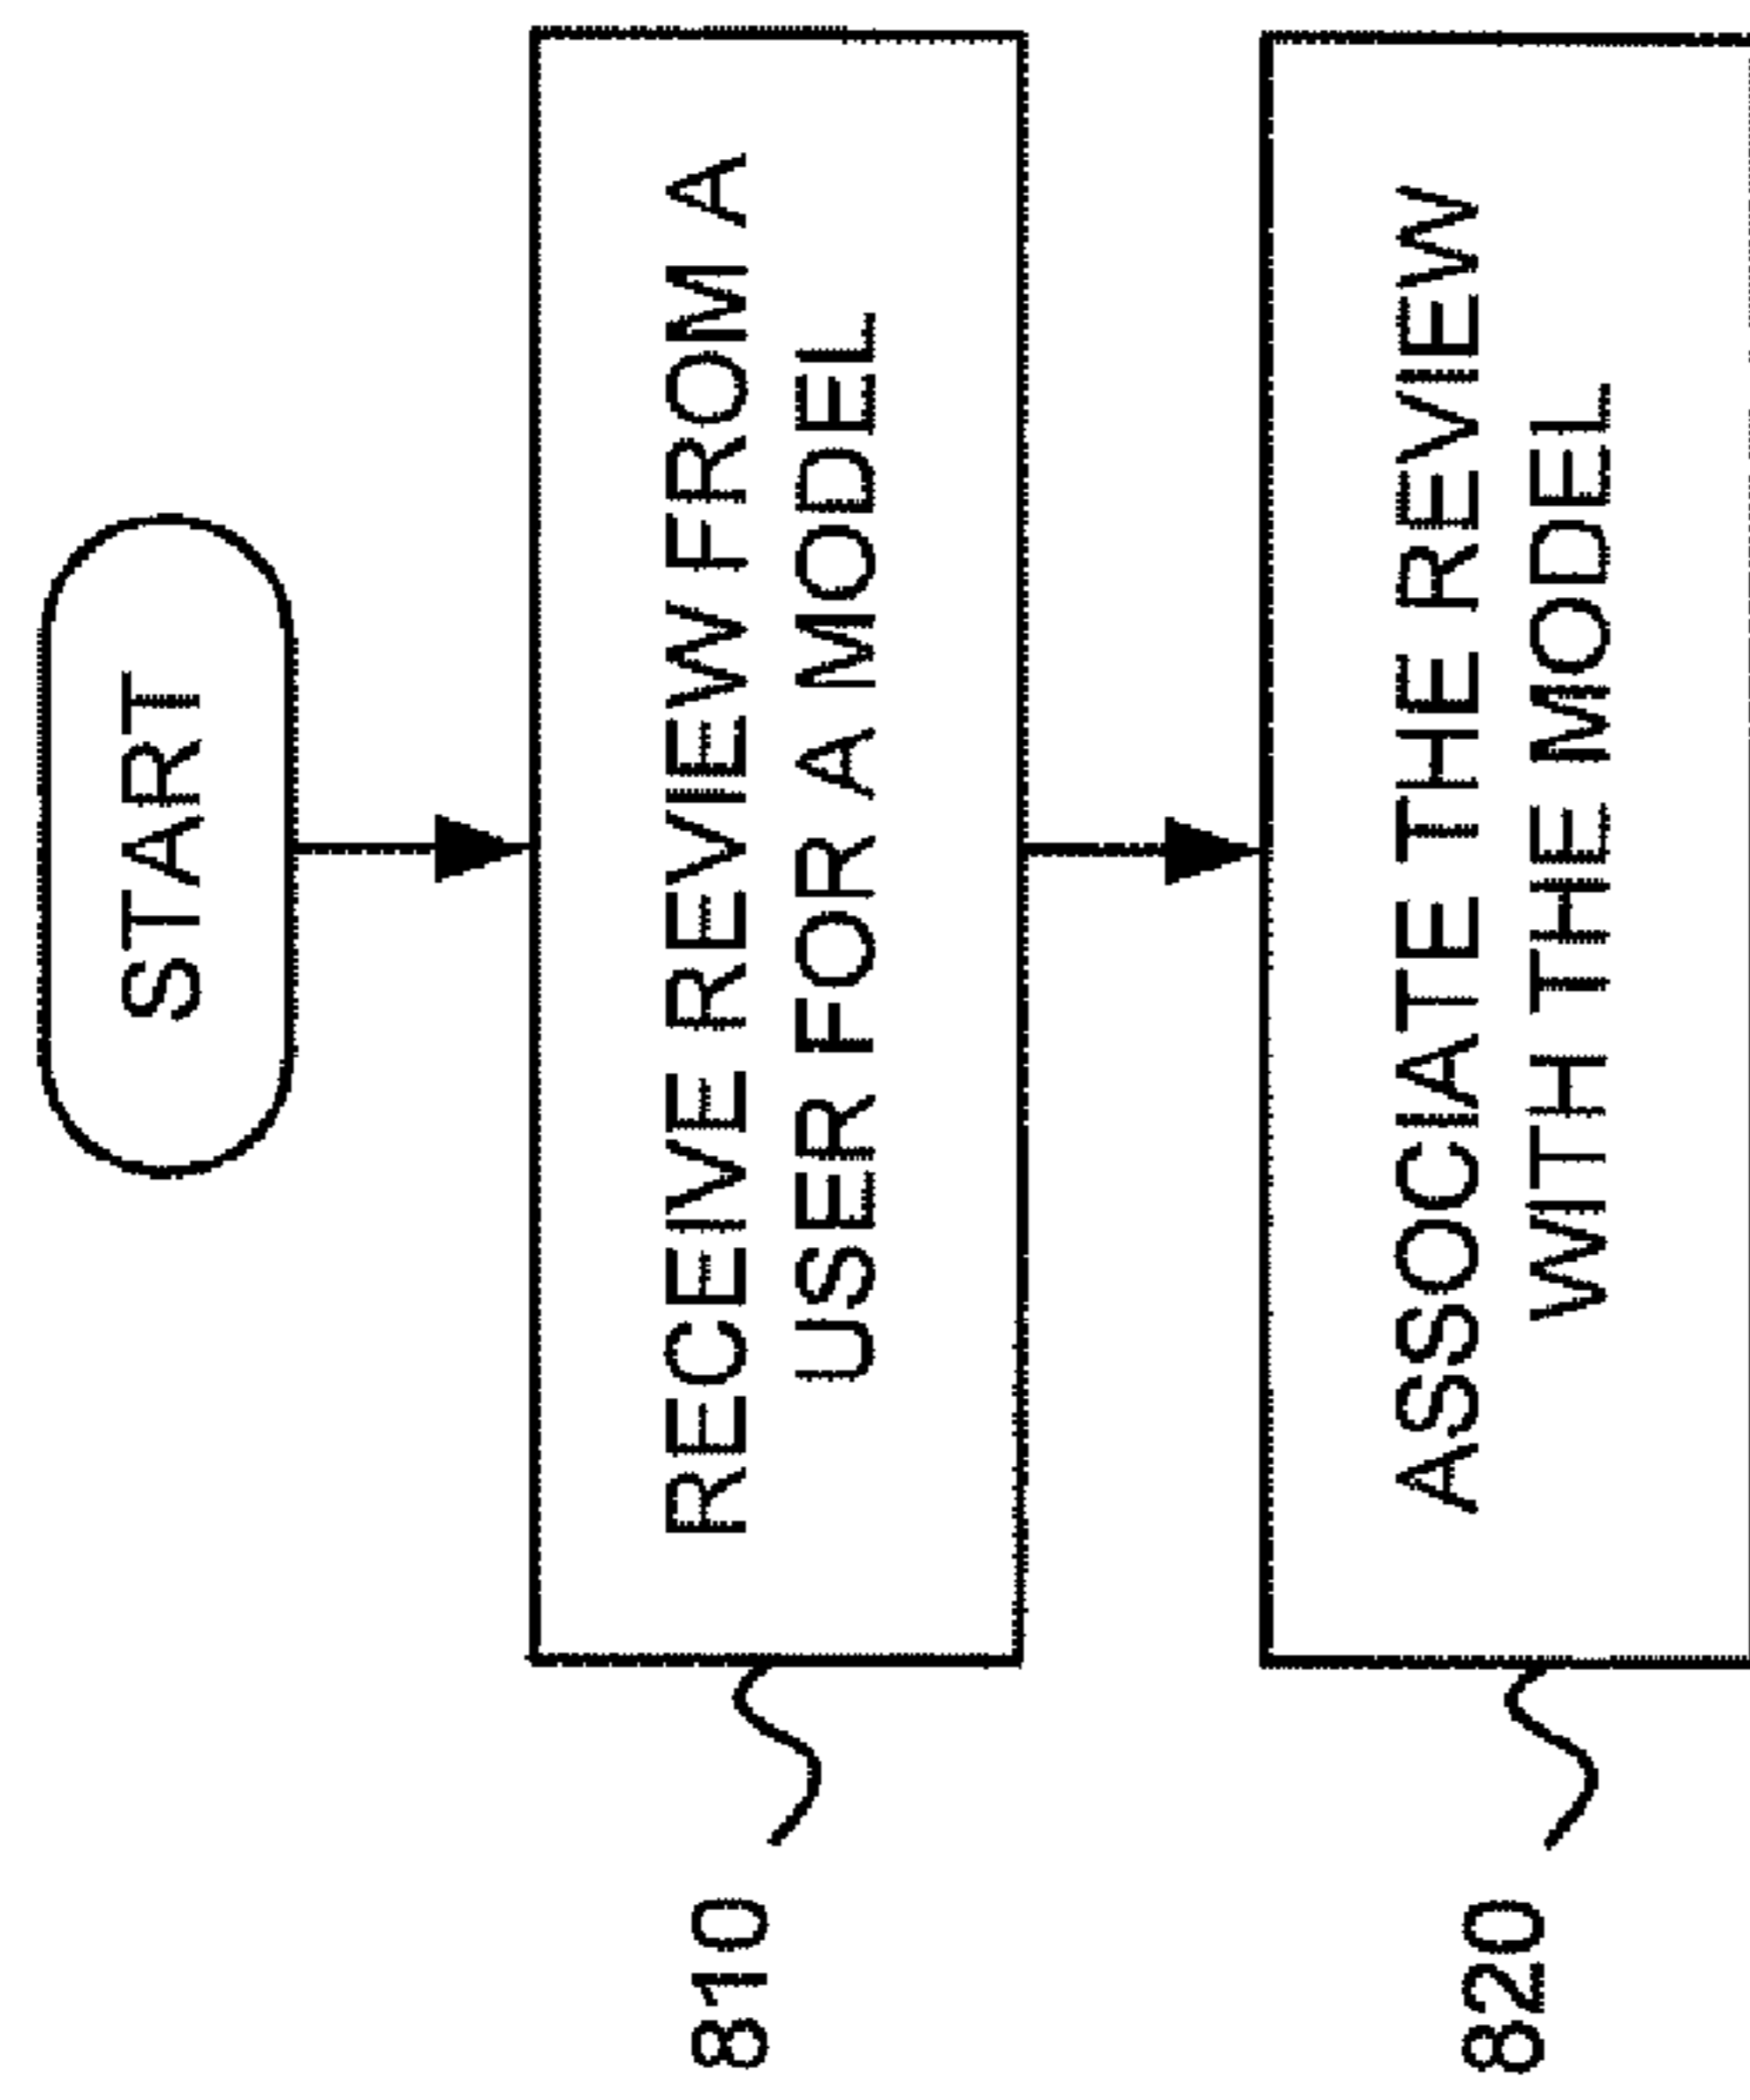 START
RECEIVE REVIEW FROM A
USER FOR A MODEL
810
ASSOCIATE THE REVIEW
WITH THE MODEL
820